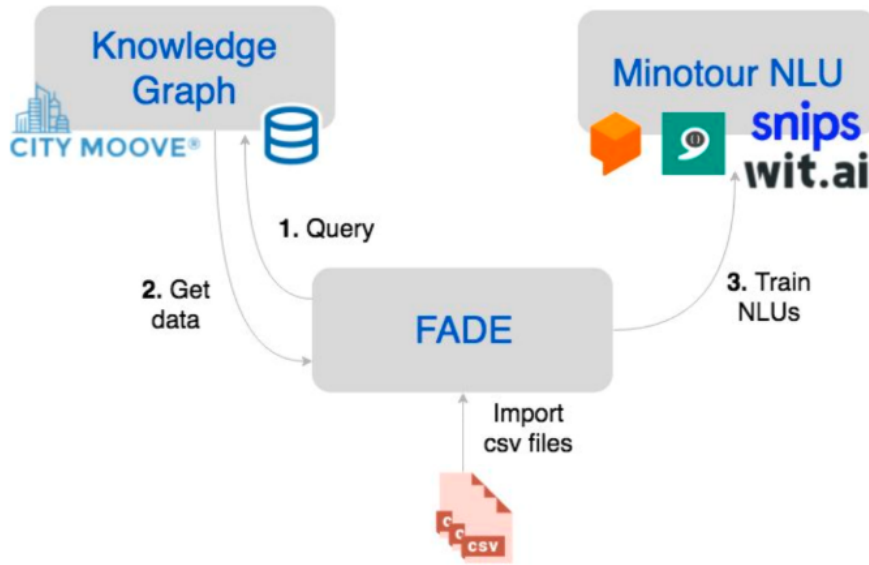 Knowledge
Graph
CITY MOOVE®
Minotour NLU
snips
wit.ai
1. Query
2. Get
data
3. Train
NLUs
FADE
Import
csv files
csv